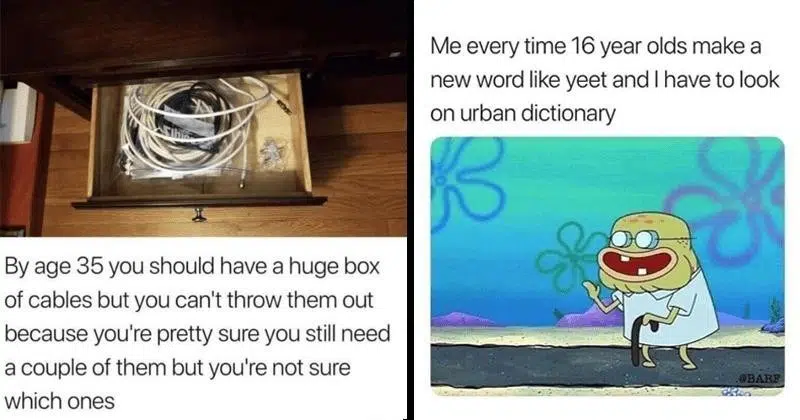 By age 35 you should have a huge box
of cables but you can't throw them out
because you're pretty sure you still need
a couple of them but you're not sure
which ones
Me every time 16 year olds make a
new word like yeet and I have to look
on urban dictionary
@BABF